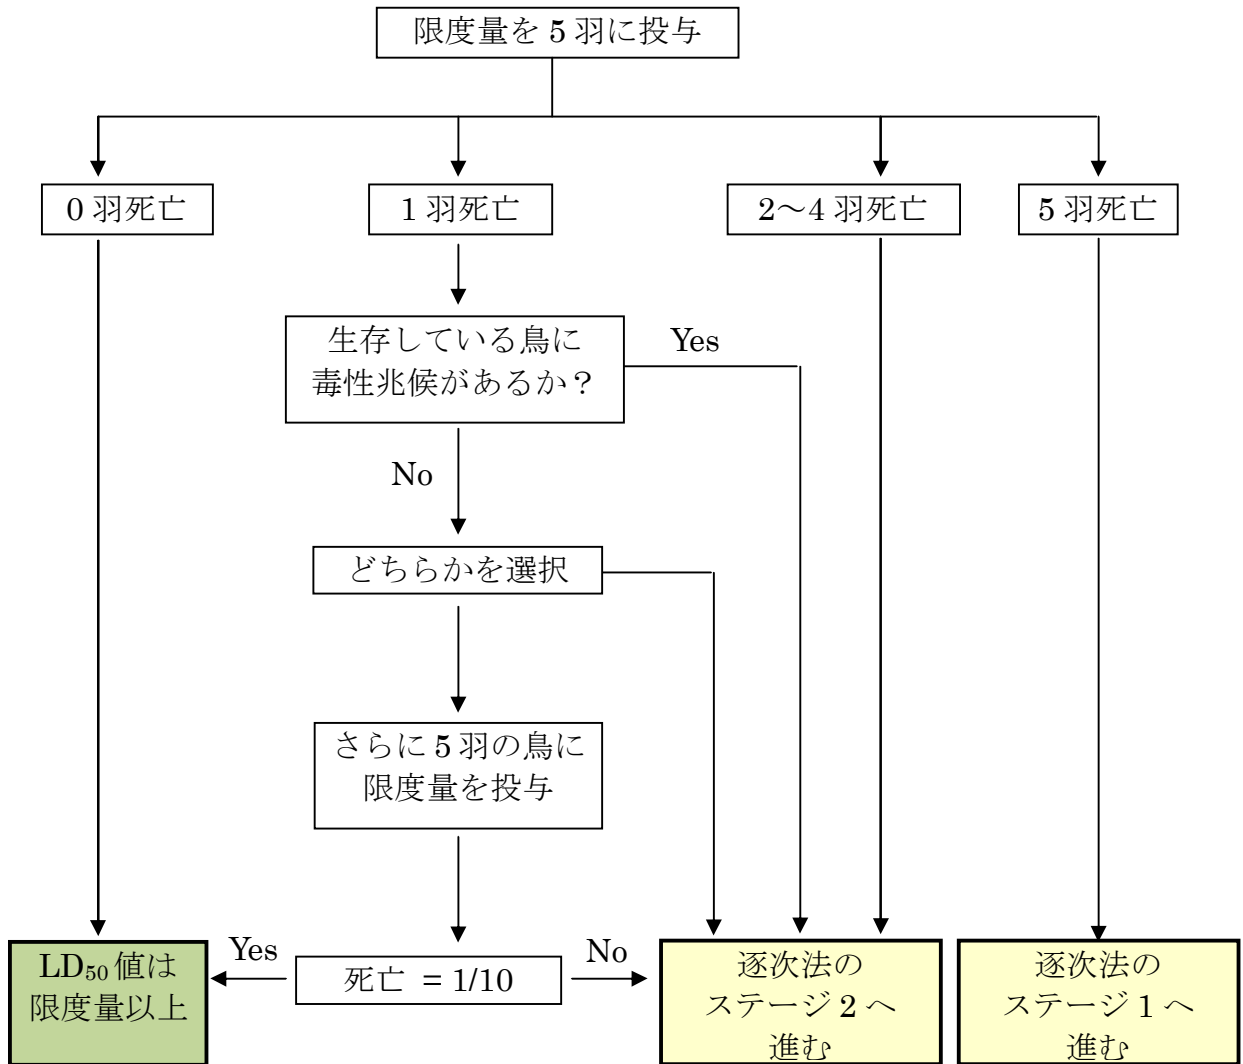 限度量を 5 羽に投与
0 羽死亡
1 羽死亡
2～4 羽死亡
5 羽死亡
生存している鳥に
毒性兆候があるか？
Yes
No
どちらかを選択
さらに 5 羽の鳥に
限度量を投与
LD₅₀ 値は
限度量以上
Yes
死亡 = 1/10
No
逐次法の
ステージ 2 へ
進む
逐次法の
ステージ 1 へ
進む